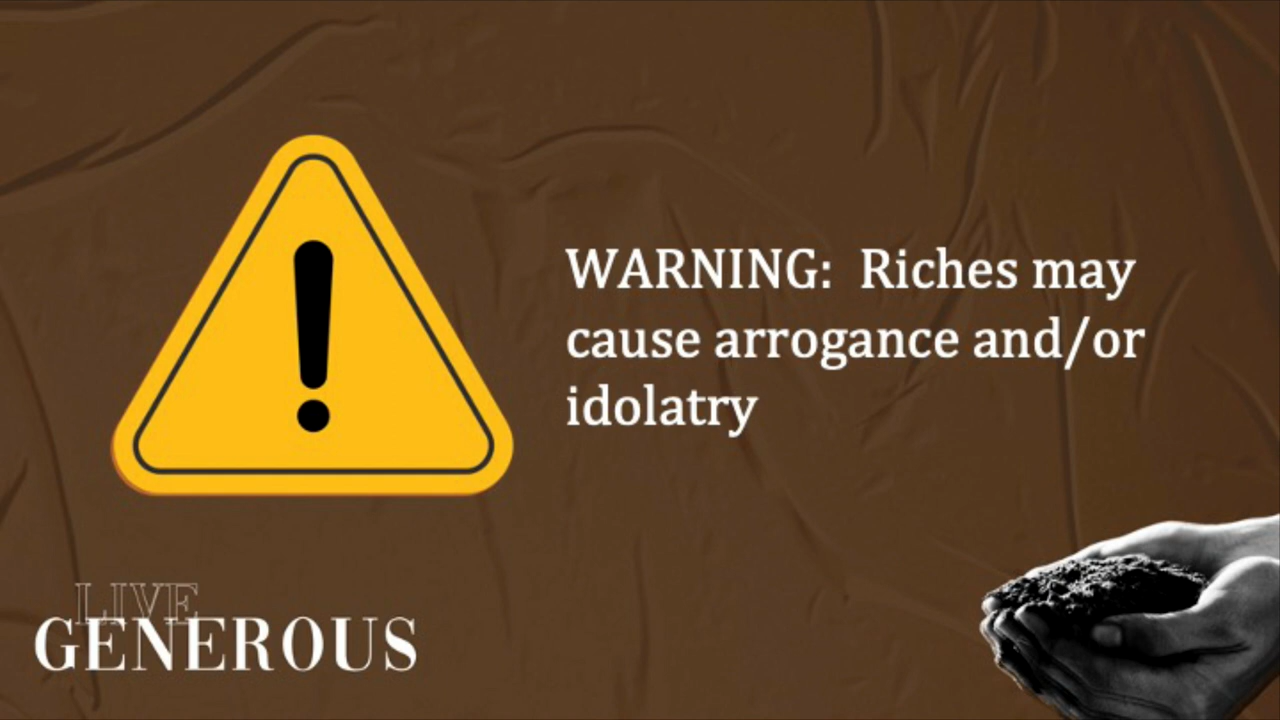 WARNING:  Riches may
cause arrogance and/or
idolatry
LIVE
GENEROUS